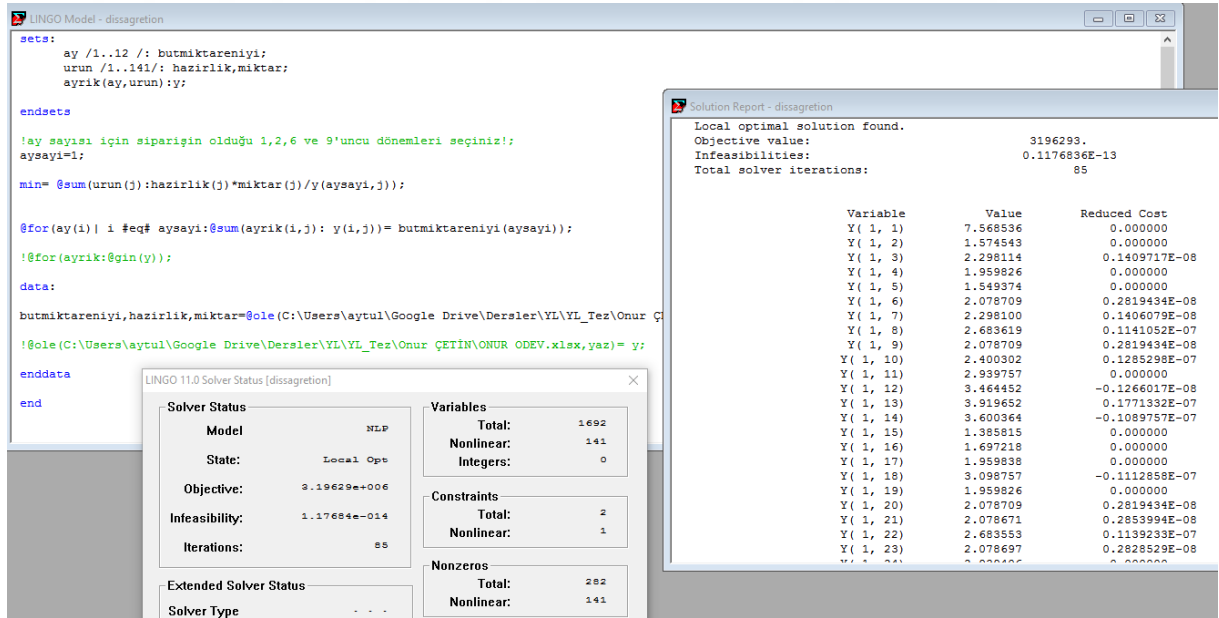 LINGO Model - dissagretion
sets:
ay /1..12 /: butmiktareniyi;
urun /1..141/: hazirlik,miktar;
ayrik(ay,urun):y;
endsets
!ay sayısı için siparişin olduğu 1,2,6 ve 9'uncu dönemleri seçiniz!;
aysayi=1;
min= @sum(urun(j):hazirlik(j)*miktar(j)/y(aysayi,j));
@for(ay(i)| i #eq# aysayi:@sum(ayrik(i,j): y(i,j))= butmiktareniyi(aysayi));
!@for(ayrik:@gin(y));
data:
butmiktareniyi,hazirlik,miktar=@ole(C:\Users\aytul\Google Drive\Dersler\YL\YL_Tez\Onur
!@ole(C:\Users\aytul\Google Drive\Dersler\YL\YL_Tez\Onur ÇETİN\ONUR ODEV.xlsx,yaz)= y;
enddata
end
Solution Report - dissagretion
Local optimal solution found.
Objective value: 3196293.
Infeasibilities: 0.1176836E-13
Total solver iterations: 85
Variable Value Reduced Cost
Y( 1, 1) 7.568536 0.000000
Y( 1, 2) 1.574543 0.000000
Y( 1, 3) 2.298114 0.1409717E-08
Y( 1, 4) 1.959826 0.000000
Y( 1, 5) 1.549374 0.000000
Y( 1, 6) 2.078709 0.2819434E-08
Y( 1, 7) 2.298100 0.1406079E-08
Y( 1, 8) 2.683619 0.1141052E-07
Y( 1, 9) 2.078709 0.2819434E-08
Y( 1, 10) 2.400302 0.1285298E-07
Y( 1, 11) 2.939757 0.000000
Y( 1, 12) 3.464452 -0.1266017E-08
Y( 1, 13) 3.919652 0.1771332E-07
Y( 1, 14) 3.600364 -0.1089757E-07
Y( 1, 15) 1.385815 0.000000
Y( 1, 16) 1.697218 0.000000
Y( 1, 17) 1.959838 0.000000
Y( 1, 18) 3.098757 -0.1112858E-07
Y( 1, 19) 1.959826 0.000000
Y( 1, 20) 2.078709 0.2819434E-08
Y( 1, 21) 2.078671 0.2853994E-08
Y( 1, 22) 2.683553 0.1139233E-07
Y( 1, 23) 2.078697 0.2828529E-08
LINGO 11.0 Solver Status [dissagretion]
Solver Status
Model NLP
State: Local Opt
Objective: 3.19629e+006
Infeasibility: 1.17684e-014
Iterations: 85
Extended Solver Status
Solver Type . . .
Variables
Total: 1692
Nonlinear: 141
Integers: 0
Constraints
Total: 2
Nonlinear: 1
Nonzeros
Total: 282
Nonlinear: 141